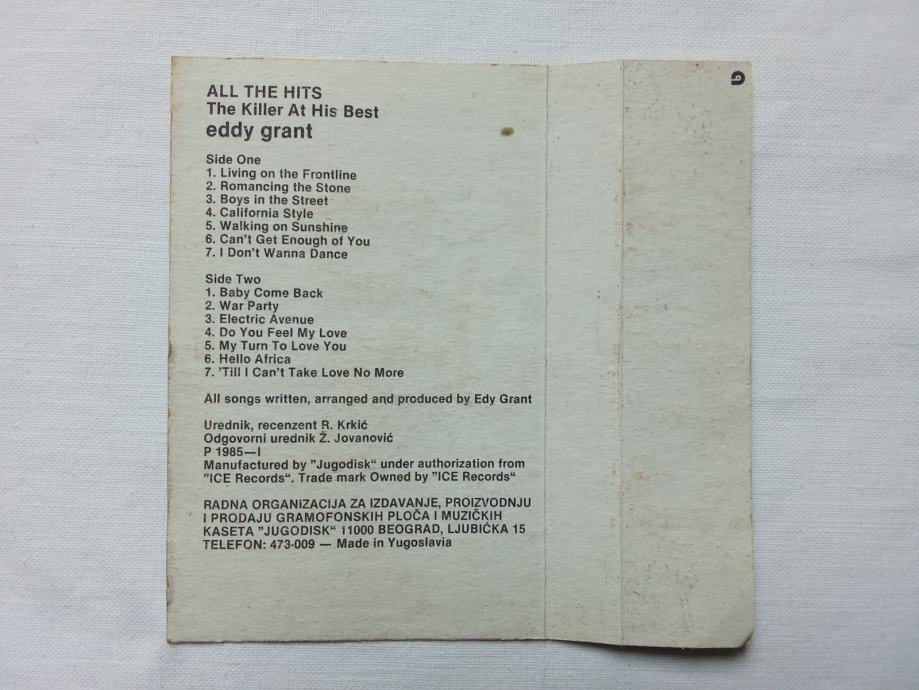 ALL THE HITS
The Killer At His Best
eddy grant
Side One
1. Living on the Frontline
2. Romancing the Stone
3. Boys in the Street
4. California Style
5. Walking on Sunshine
6. Can't Get Enough of You
7. I Don't Wanna Dance
Side Two
1. Baby Come Back
2. War Party
3. Electric Avenue
4. Do You Feel My Love
5. My Turn To Love You
6. Hello Africa
7. 'Till I Can't Take Love No More
All songs written, arranged and produced by Edy Grant
Urednik, recenzent R. Krkić
Odgovorni urednik Ž. Jovanović
P 1985—I
Manufactured by "Jugodisk“ under authorization from
"ICE Records“. Trade mark Owned by "ICE Records“
RADNA ORGANIZACIJA ZA IZDAVANJE, PROIZVODNJU
I PRODAJU GRAMOFONSKIH PLOČA I MUZIČKIH
KASETA "JUGODISK“ 11000 BEOGRAD, LJUBIĆKA 15
TELEFON: 473-009 — Made in Yugoslavia